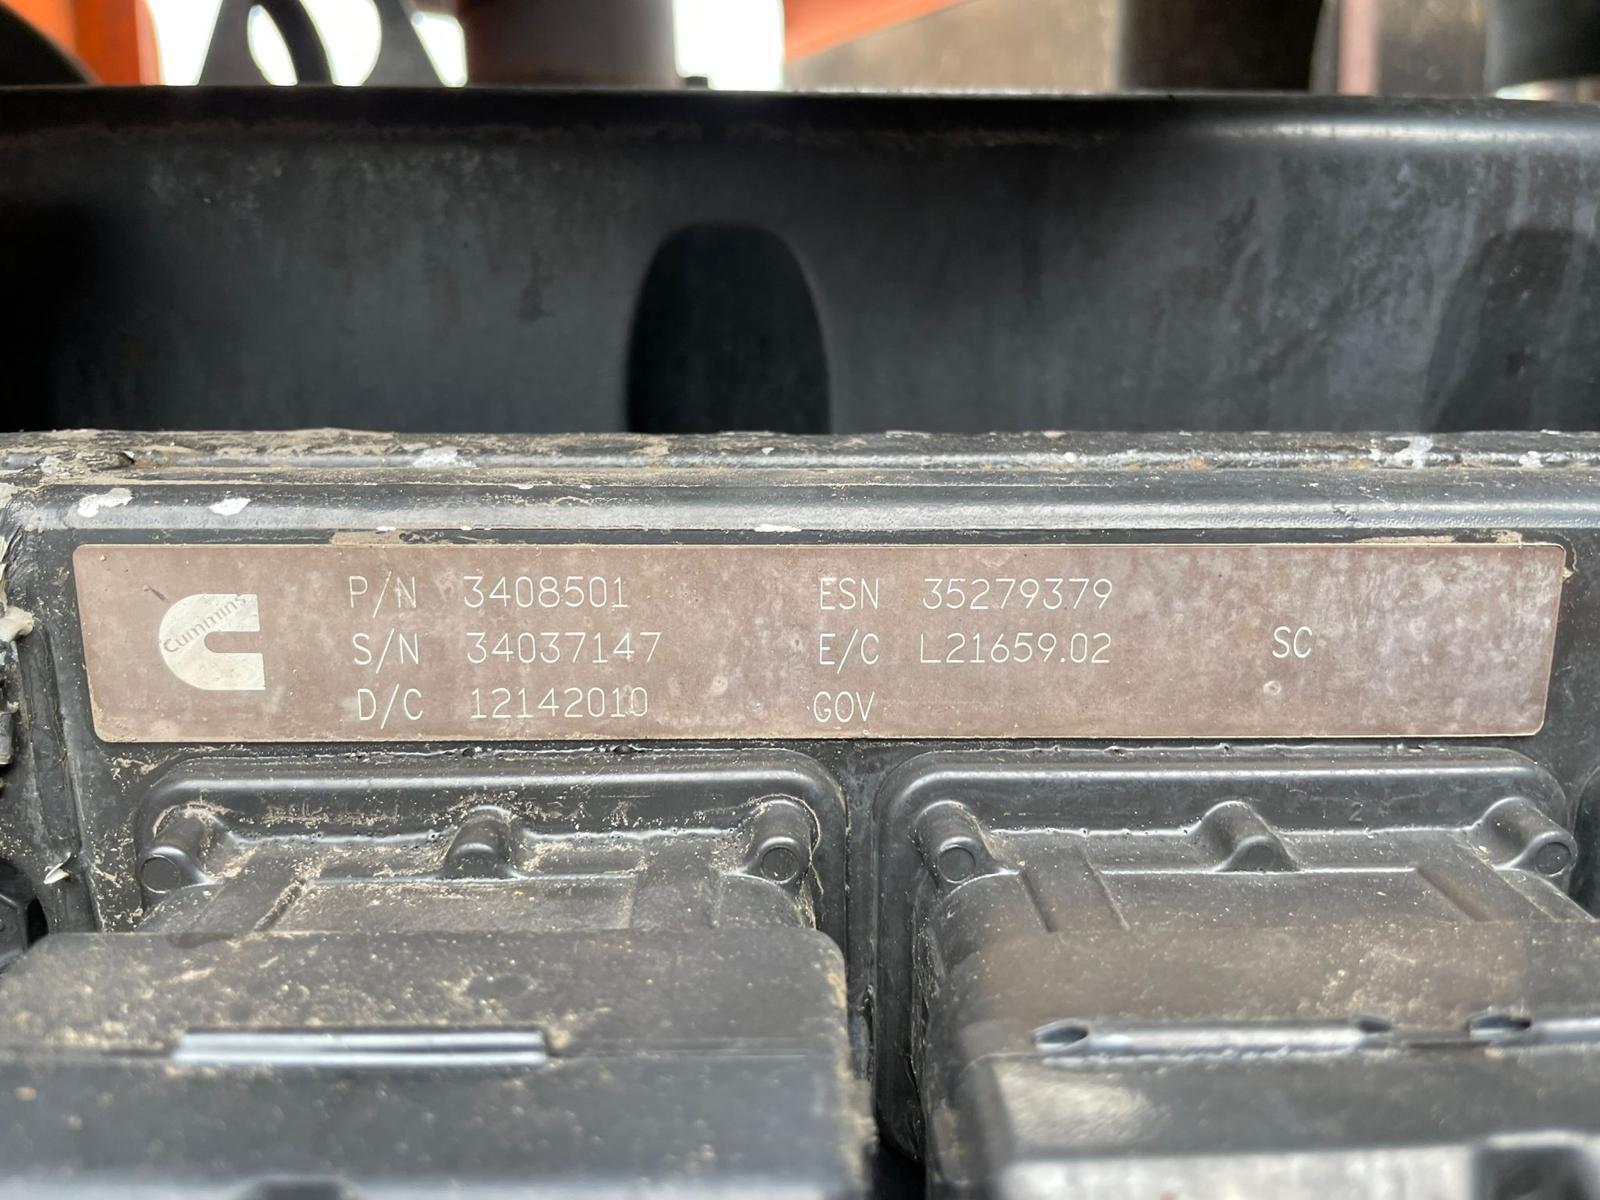 Cummins
P/N 3408501 ESN 35279379
S/N 34037147 E/C L21659.02 SC
D/C 12142010 GOV